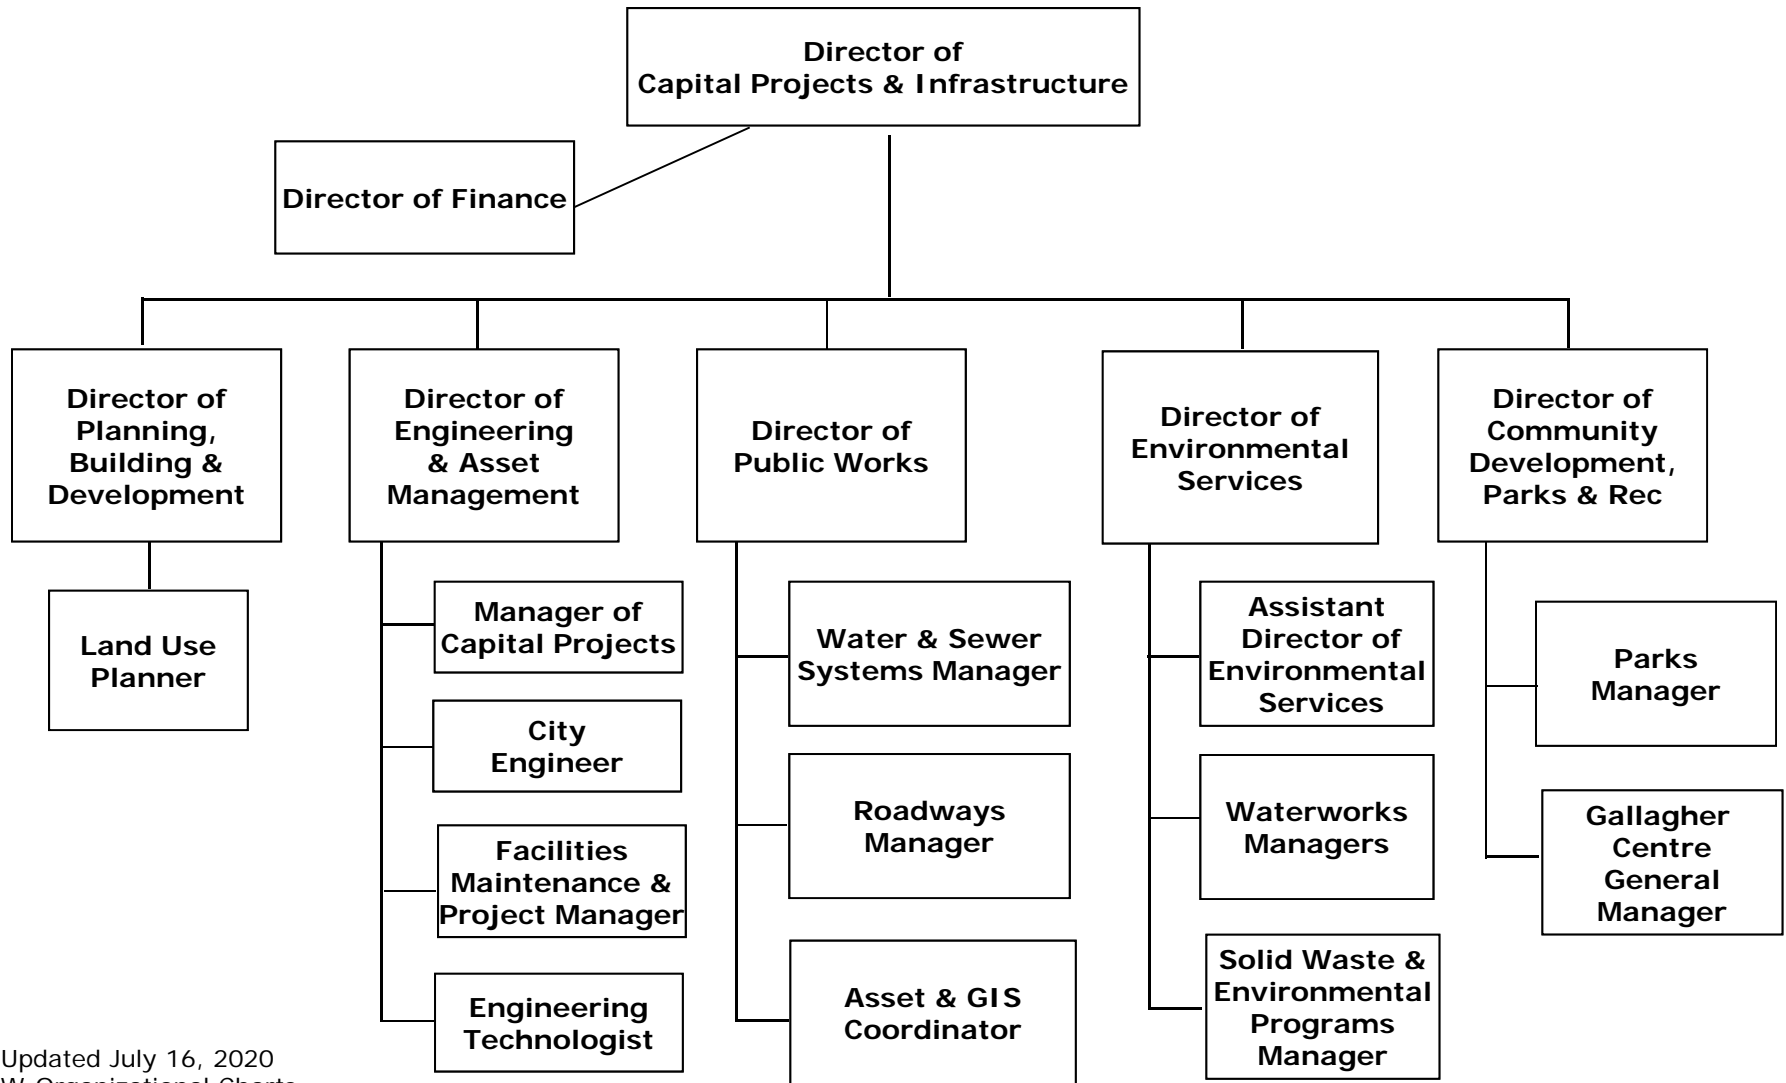 Director of
Capital Projects & Infrastructure
Director of Finance
Director of
Planning,
Building &
Development
Director of
Engineering
& Asset
Management
Director of
Public Works
Director of
Environmental
Services
Director of
Community
Development,
Parks & Rec
Land Use
Planner
Manager of
Capital Projects
City
Engineer
Facilities
Maintenance &
Project Manager
Engineering
Technologist
Water & Sewer
Systems Manager
Roadways
Manager
Asset & GIS
Coordinator
Assistant
Director of
Environmental
Services
Waterworks
Managers
Solid Waste &
Environmental
Programs
Manager
Parks
Manager
Gallagher
Centre
General
Manager
Updated July 16, 2020
W-Organizational Charts